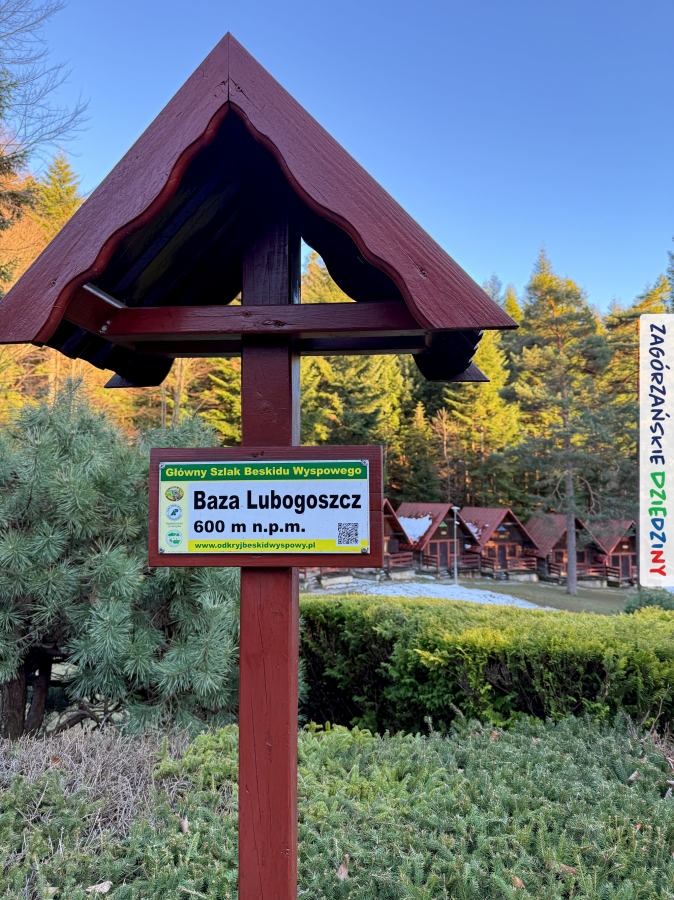 Główny Szlak Beskidu Wyspowego
Baza Lubogoszcz
600 m n.p.m.
www.odkryjbeskidwyspowy.pl
ZAGÓRZAŃSKIE DZIEDZINY